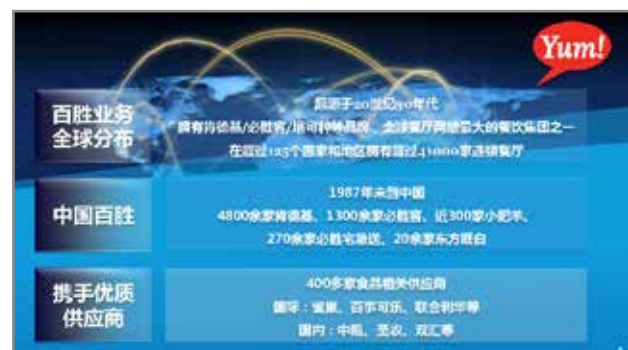 Yum!
百胜业务
全球分布
起源于20世纪50年代
拥有肯德基/必胜客/塔可钟等品牌、全球餐厅网络最大的餐饮集团之一
在超过125个国家和地区拥有超过41000家连锁餐厅
中国百胜
1987年来到中国
4800余家肯德基、1300余家必胜客、近300家小肥羊、
270余家必胜宅急送、20余家东方既白
携手优质
供应商
400多家食品相关供应商
国际：雀巢、百事可乐、联合利华等
国内：中粮、圣农、双汇等